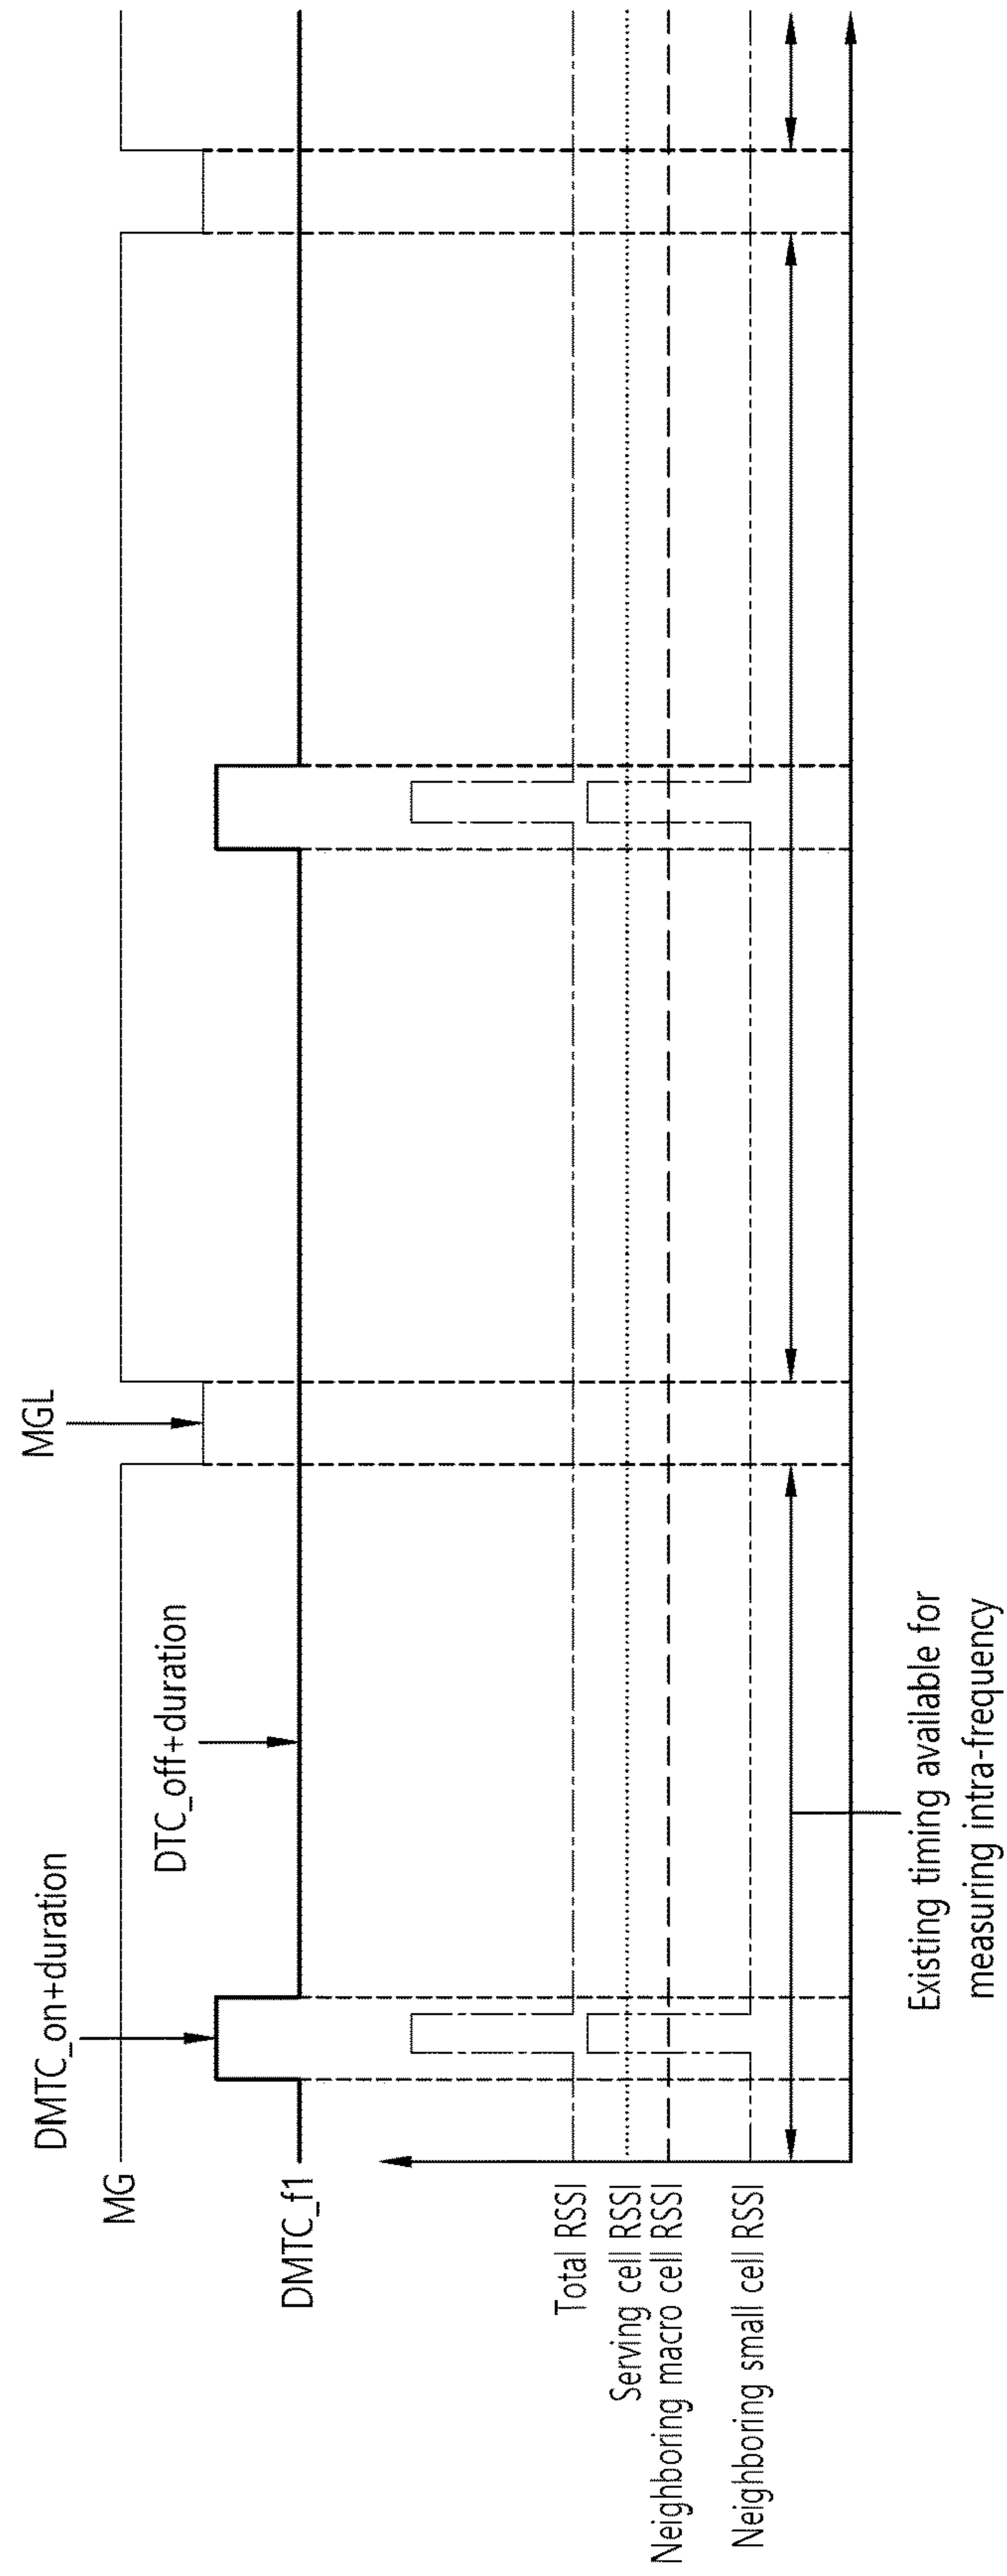 MG
DMTC_on+duration
DTC_off+duration
MGL
DMTC_f1
Total RSSI
Serving cell RSSI
Neighboring macro cell RSSI
Neighboring small cell RSSI
Existing timing available for
measuring intra-frequency